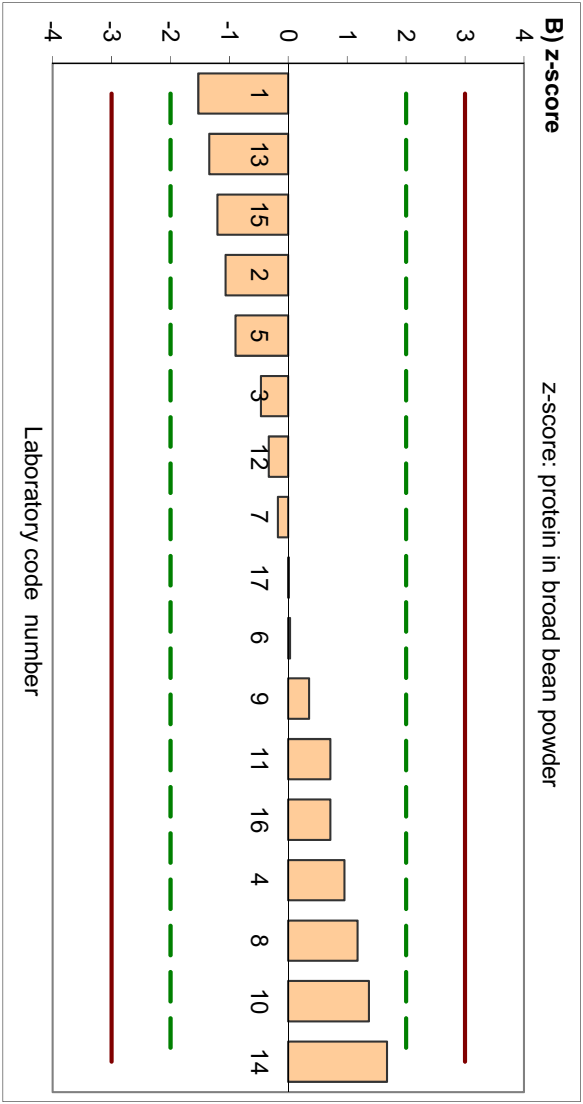 B) z-score
z-score: protein in broad bean powder
4
3
2
1
0
-1
-2
-3
-4
1 13 15 2 5 3 12 7 17 6 9 11 16 4 8 10 14
Laboratory code number